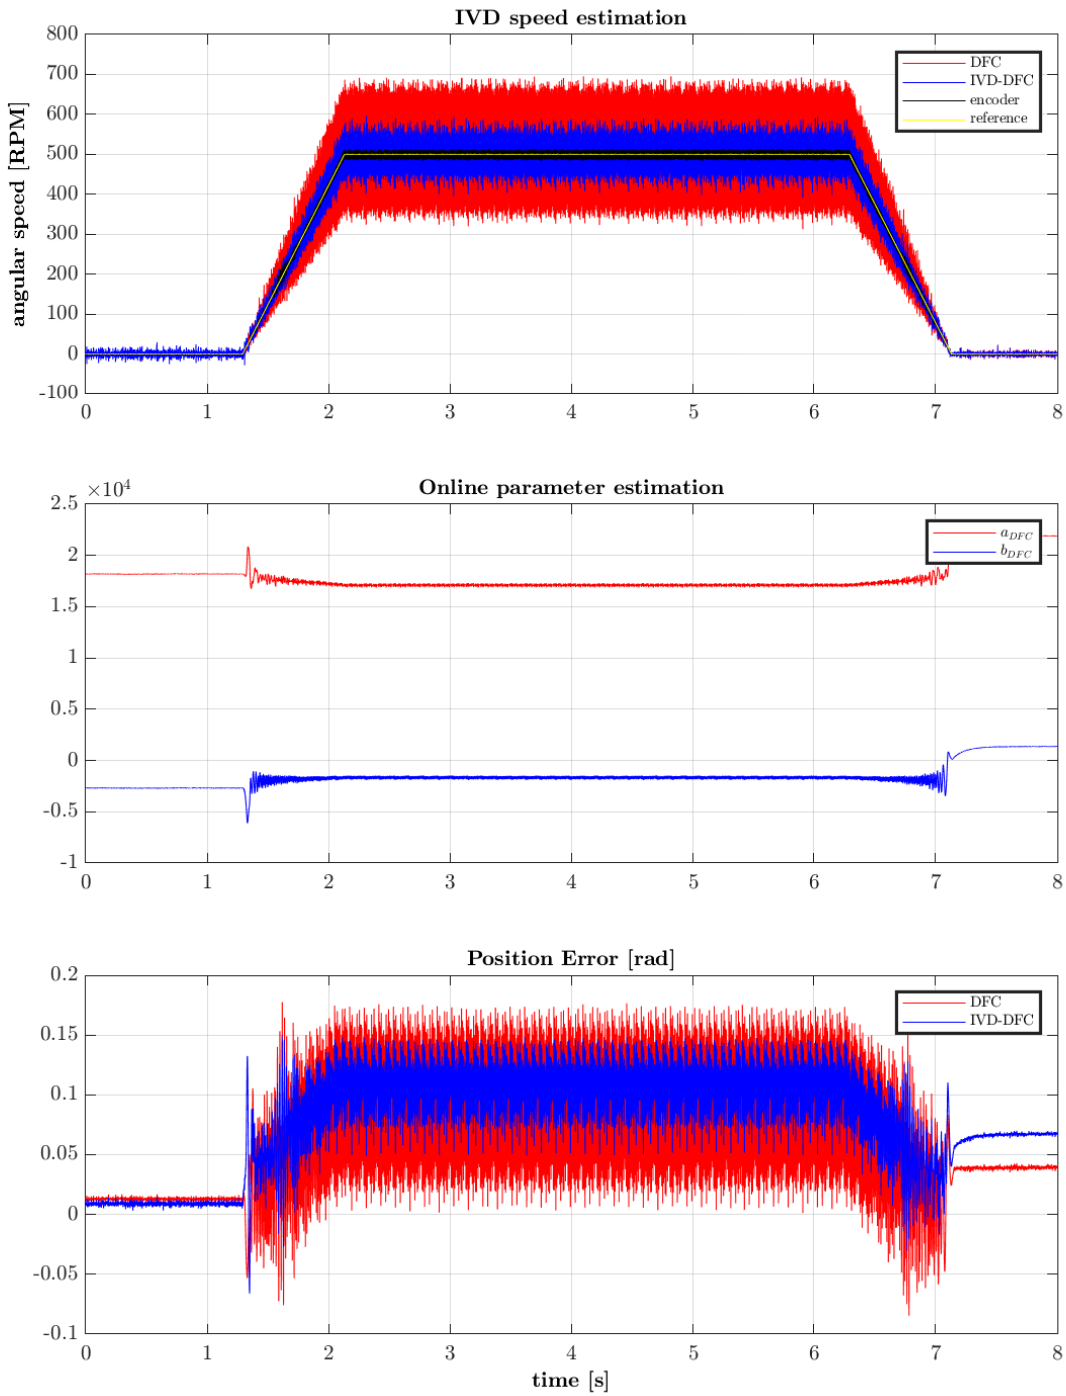 IVD speed estimation
angular speed [RPM]
800
700
600
500
400
300
200
100
0
-100
0 1 2 3 4 5 6 7 8
DFC
IVD-DFC
encoder
reference
Online parameter estimation
×10⁴
2.5
2
1.5
1
0.5
0
-0.5
-1
0 1 2 3 4 5 6 7 8
a_DFC
b_DFC
Position Error [rad]
0.2
0.15
0.1
0.05
0
-0.05
-0.1
0 1 2 3 4 5 6 7 8
DFC
IVD-DFC
time [s]